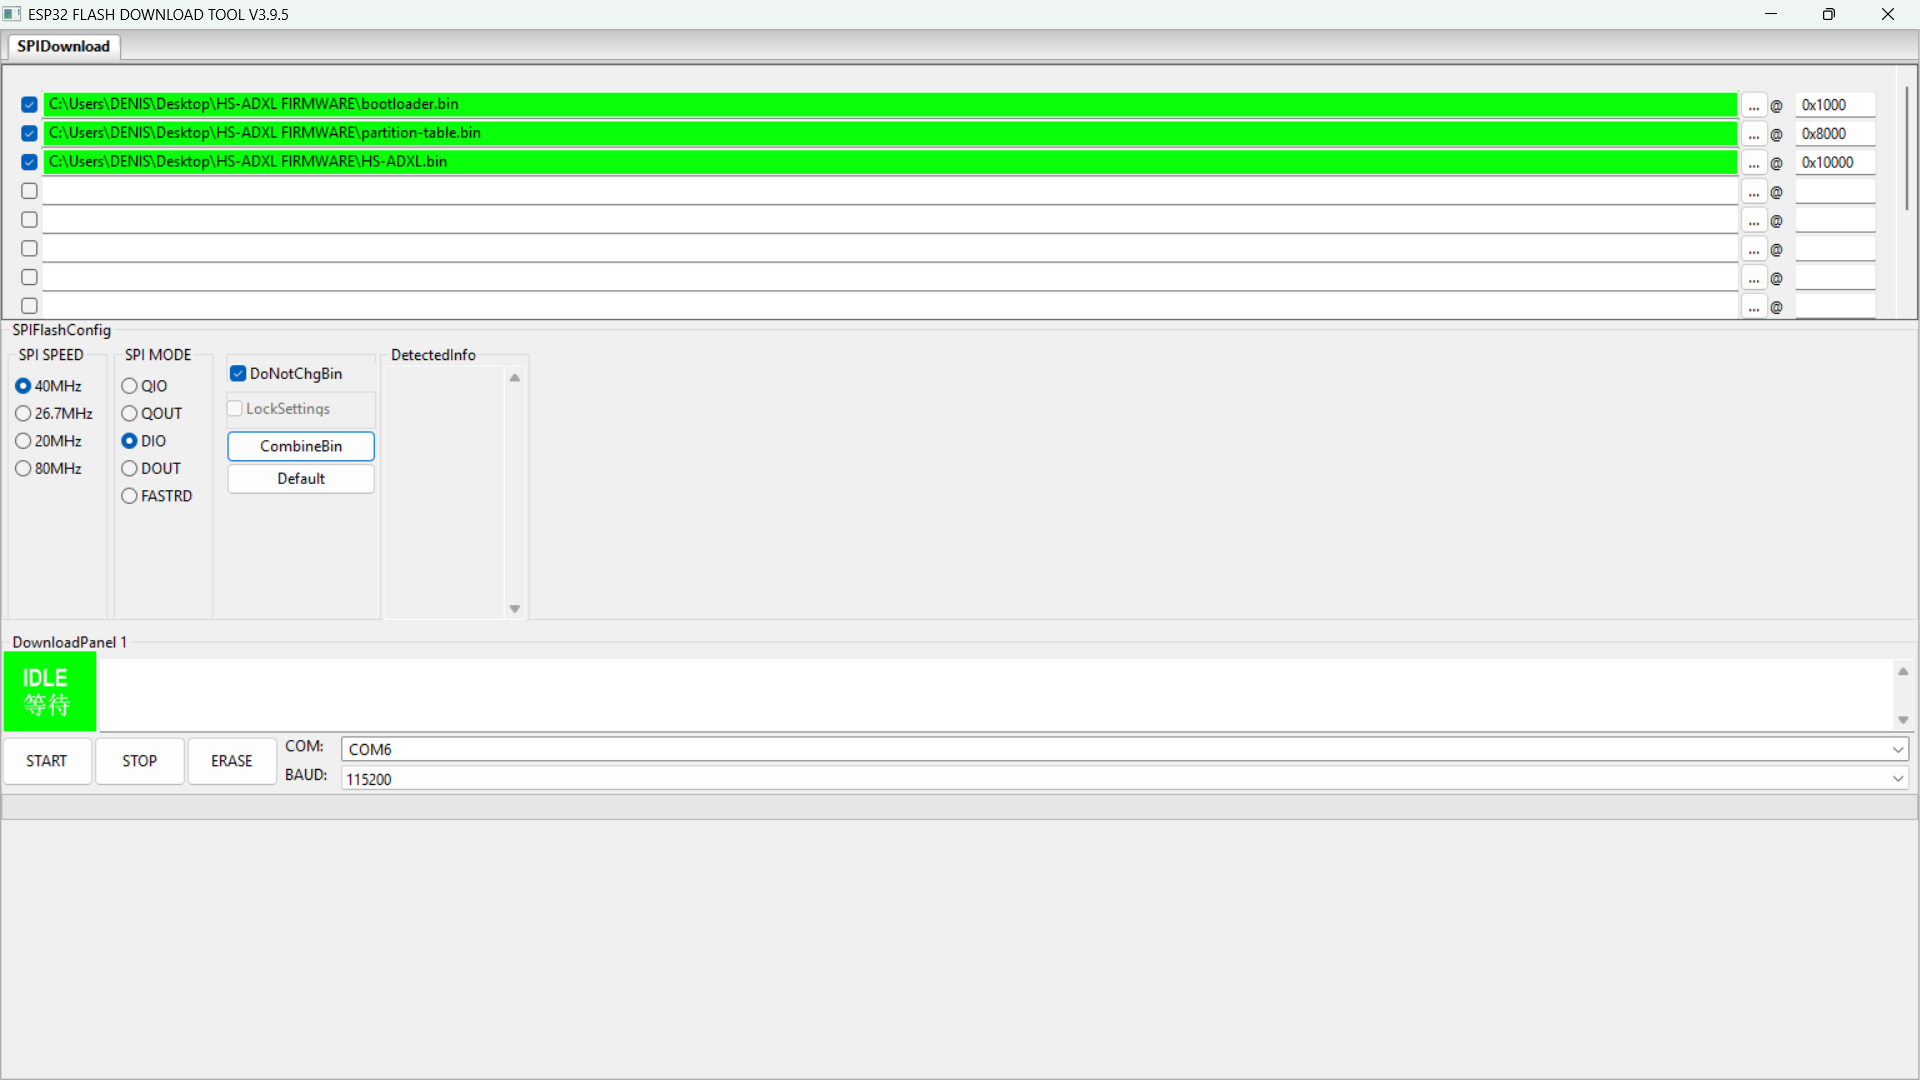 ESP32 FLASH DOWNLOAD TOOL V3.9.5
SPIDownload
C:\Users\DENIS\Desktop\HS-ADXL FIRMWARE\bootloader.bin ... @ 0x1000
C:\Users\DENIS\Desktop\HS-ADXL FIRMWARE\partition-table.bin ... @ 0x8000
C:\Users\DENIS\Desktop\HS-ADXL FIRMWARE\HS-ADXL.bin ... @ 0x10000
... @
... @
... @
... @
... @
SPIFlashConfig
SPI SPEED
40MHz
26.7MHz
20MHz
80MHz
SPI MODE
QIO
QOUT
DIO
DOUT
FASTRD
DoNotChgBin
LockSettings
CombineBin
Default
DetectedInfo
DownloadPanel 1
IDLE
等待
START
STOP
ERASE
COM: COM6
BAUD: 115200